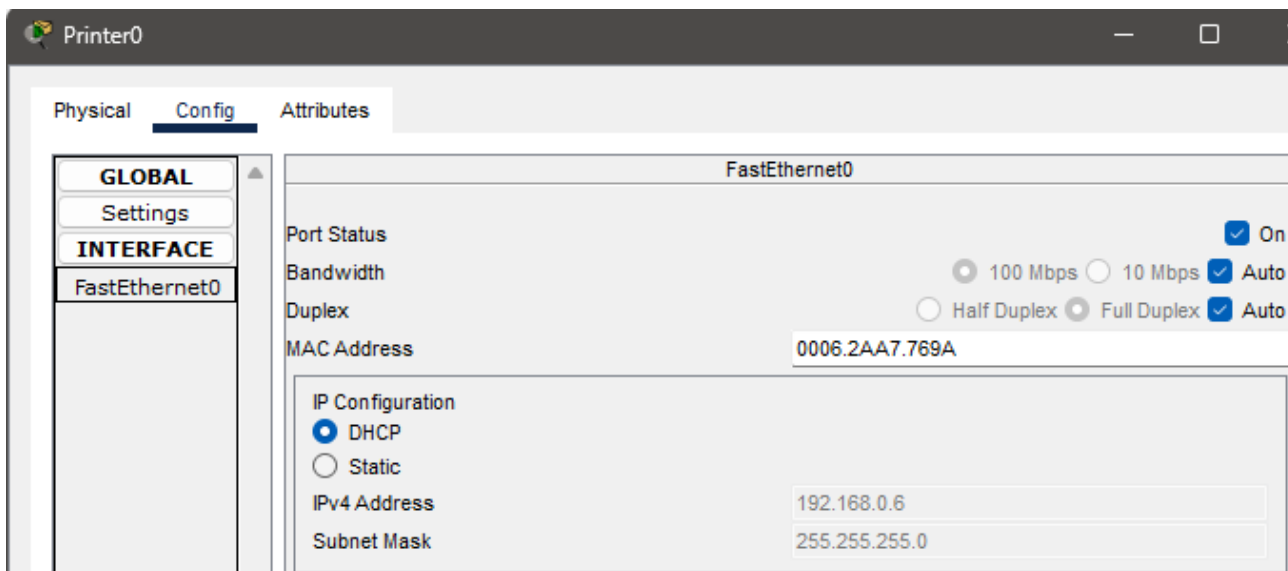 Printer0
Physical Config Attributes
GLOBAL
Settings
INTERFACE
FastEthernet0
FastEthernet0
Port Status On
Bandwidth 100 Mbps 10 Mbps Auto
Duplex Half Duplex Full Duplex Auto
MAC Address 0006.2AA7.769A
IP Configuration
DHCP
Static
IPv4 Address 192.168.0.6
Subnet Mask 255.255.255.0